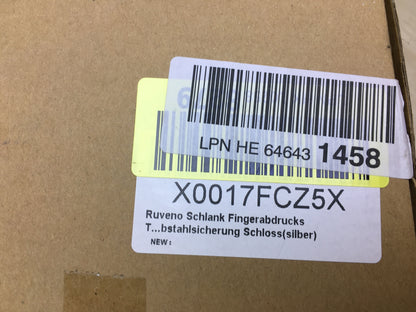 LPN HE 64643 1458
X0017FCZ5X
Ruveno Schlank Fingerabdrucks
T...bstahlsicherung Schloss(silber)
NEW: